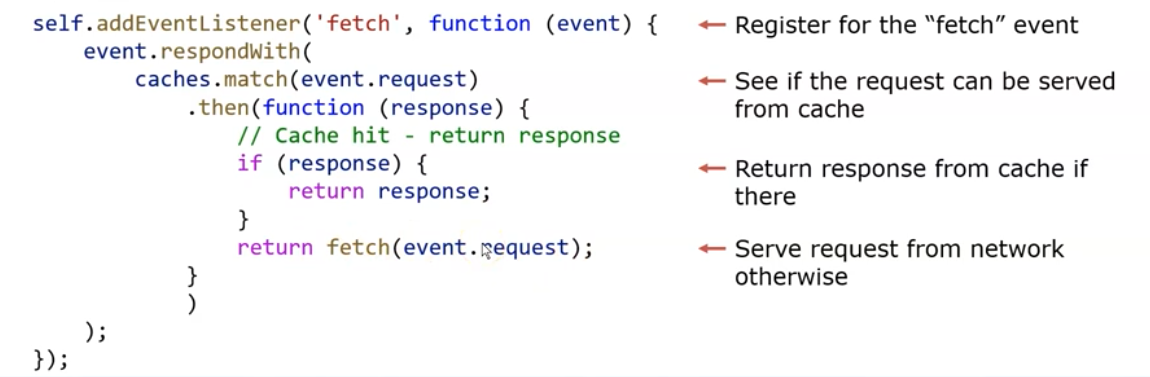 self.addEventListener('fetch', function (event) {
Register for the “fetch” event
event.respondWith(
caches.match(event.request)
See if the request can be served
from cache
.then(function (response) {
// Cache hit - return response
if (response) {
Return response from cache if
there
return response;
}
return fetch(event.request);
Serve request from network
otherwise
}
)
);
});